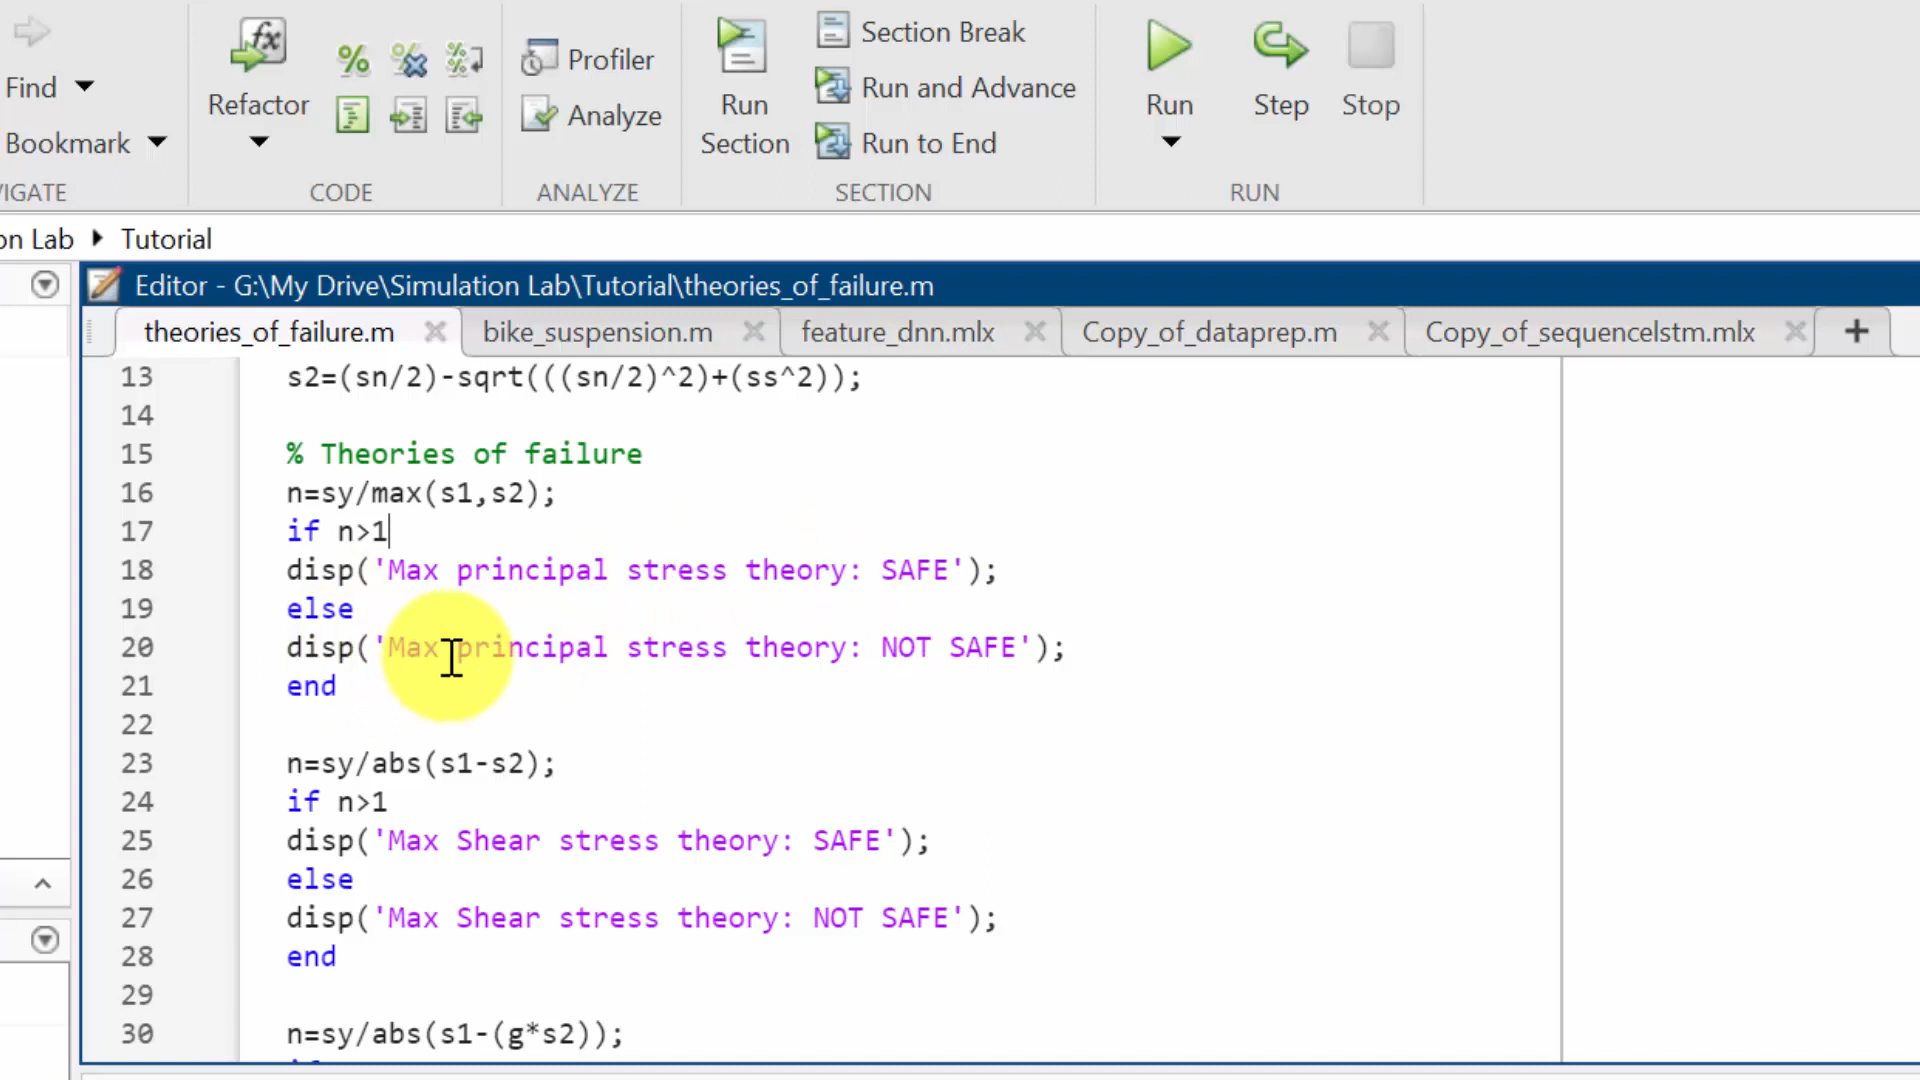 Find
Bookmark
Refactor
Profiler
Analyze
Run
Section
Section Break
Run and Advance
Run to End
Run
Step
Stop
IGATE
CODE
ANALYZE
SECTION
RUN
on Lab
Tutorial
Editor - G:\My Drive\Simulation Lab\Tutorial\theories_of_failure.m
theories_of_failure.m
bike_suspension.m
feature_dnn.mlx
Copy_of_dataprep.m
Copy_of_sequencelstm.mlx
13 s2=(sn/2)-sqrt(((sn/2)^2)+(ss^2));
14
15 % Theories of failure
16 n=sy/max(s1,s2);
17 if n>1
18 disp('Max principal stress theory: SAFE');
19 else
20 disp('Max principal stress theory: NOT SAFE');
21 end
22
23 n=sy/abs(s1-s2);
24 if n>1
25 disp('Max Shear stress theory: SAFE');
26 else
27 disp('Max Shear stress theory: NOT SAFE');
28 end
29
30 n=sy/abs(s1-(g*s2));